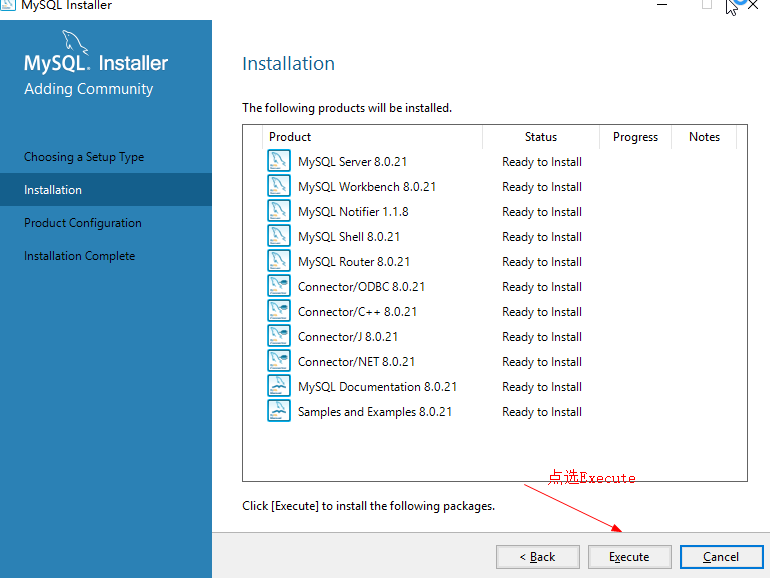 MySQL Installer
MySQL. Installer
Adding Community
Choosing a Setup Type
Installation
Product Configuration
Installation Complete
Installation
The following products will be installed.
Product Status Progress Notes
MySQL Server 8.0.21 Ready to Install
MySQL Workbench 8.0.21 Ready to Install
MySQL Notifier 1.1.8 Ready to Install
MySQL Shell 8.0.21 Ready to Install
MySQL Router 8.0.21 Ready to Install
Connector/ODBC 8.0.21 Ready to Install
Connector/C++ 8.0.21 Ready to Install
Connector/J 8.0.21 Ready to Install
Connector/NET 8.0.21 Ready to Install
MySQL Documentation 8.0.21 Ready to Install
Samples and Examples 8.0.21 Ready to Install
点选Execute
Click [Execute] to install the following packages.
< Back Execute Cancel